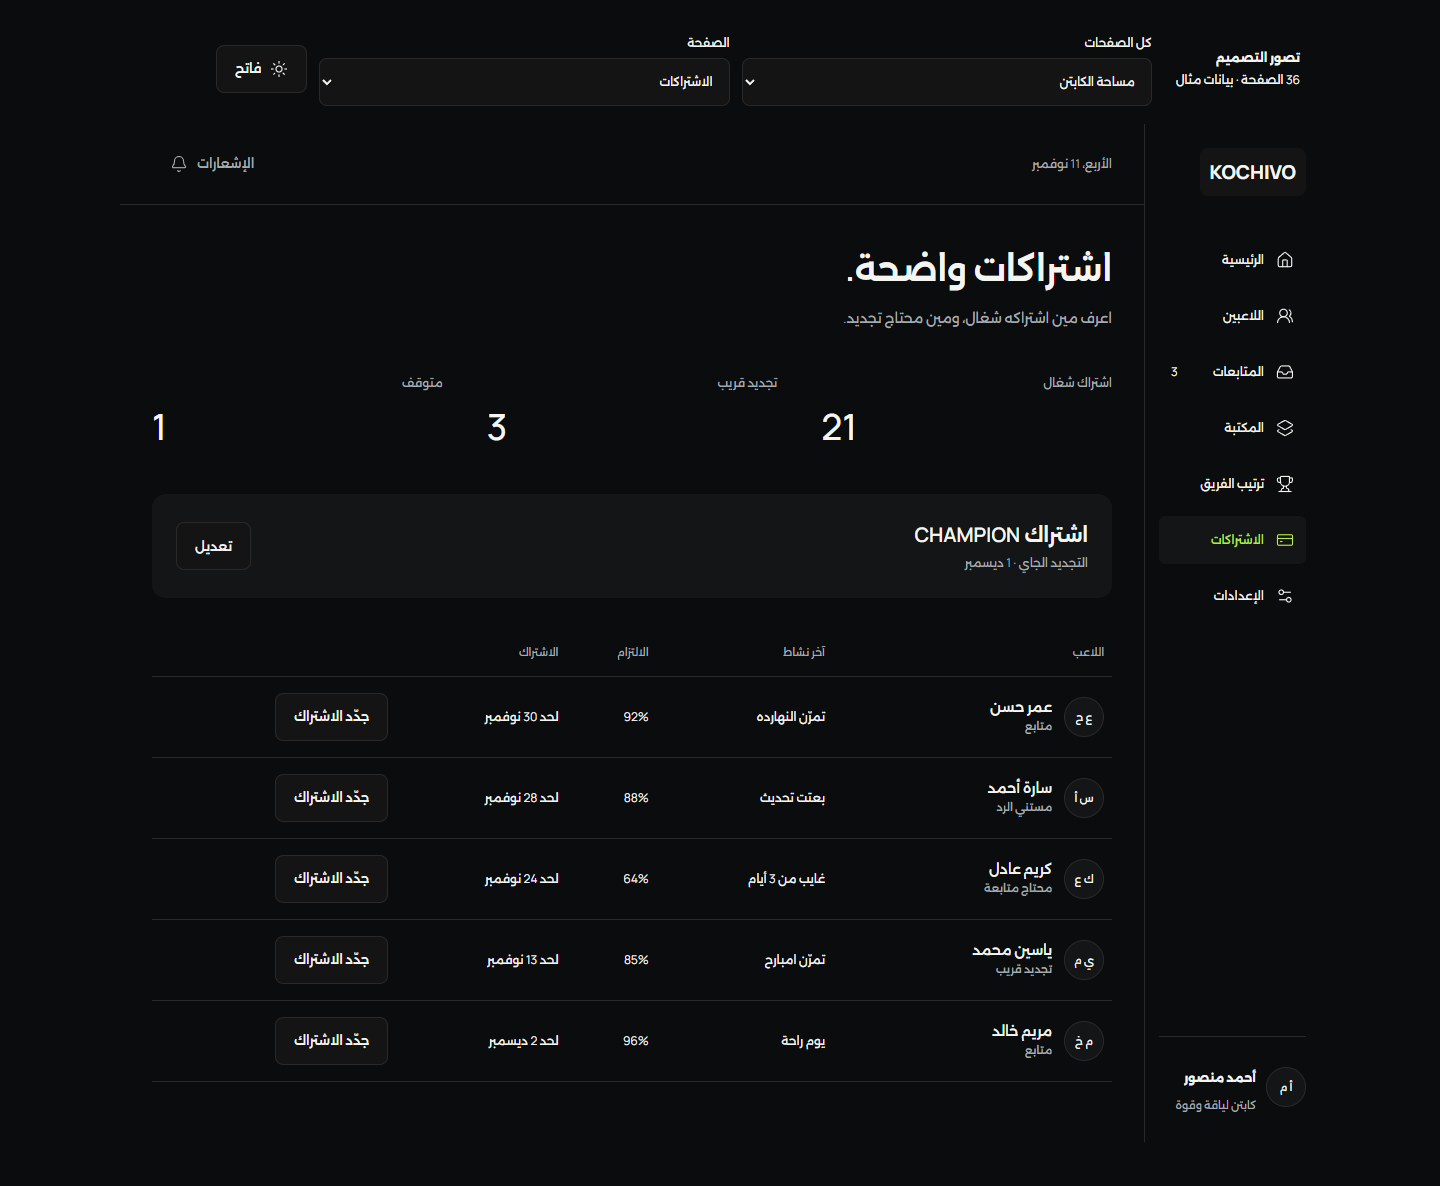 تصور التصميم
36 الصفحة · بيانات مثال
كل الصفحات
مساحة الكابتن
الصفحة
الاشتراكات
فاتح
KOCHIVO
الرئيسية
اللاعبين
المتابعات 3
المكتبة
ترتيب الفريق
الاشتراكات
الإعدادات
أ م
أحمد منصور
كابتن لياقة وقوة
الأربع، 11 نوفمبر
الإشعارات
اشتراكات واضحة.
اعرف مين اشتراكه شغال، ومين محتاج تجديد.
اشتراك شغال
21
تجديد قريب
3
متوقف
1
اشتراك CHAMPION
التجديد الجاي · 1 ديسمبر
تعديل
اللاعب آخر نشاط الالتزام الاشتراك
ع ح عمر حسن تمرّن النهارده 92% لحد 30 نوفمبر جدّد الاشتراك
متابع
س أ سارة أحمد بعتت تحديث 88% لحد 28 نوفمبر جدّد الاشتراك
مستني الرد
ك ع كريم عادل غايب من 3 أيام 64% لحد 24 نوفمبر جدّد الاشتراك
محتاج متابعة
ي م ياسين محمد تمرّن امبارح 85% لحد 13 نوفمبر جدّد الاشتراك
تجديد قريب
م خ مريم خالد يوم راحة 96% لحد 2 ديسمبر جدّد الاشتراك
متابع